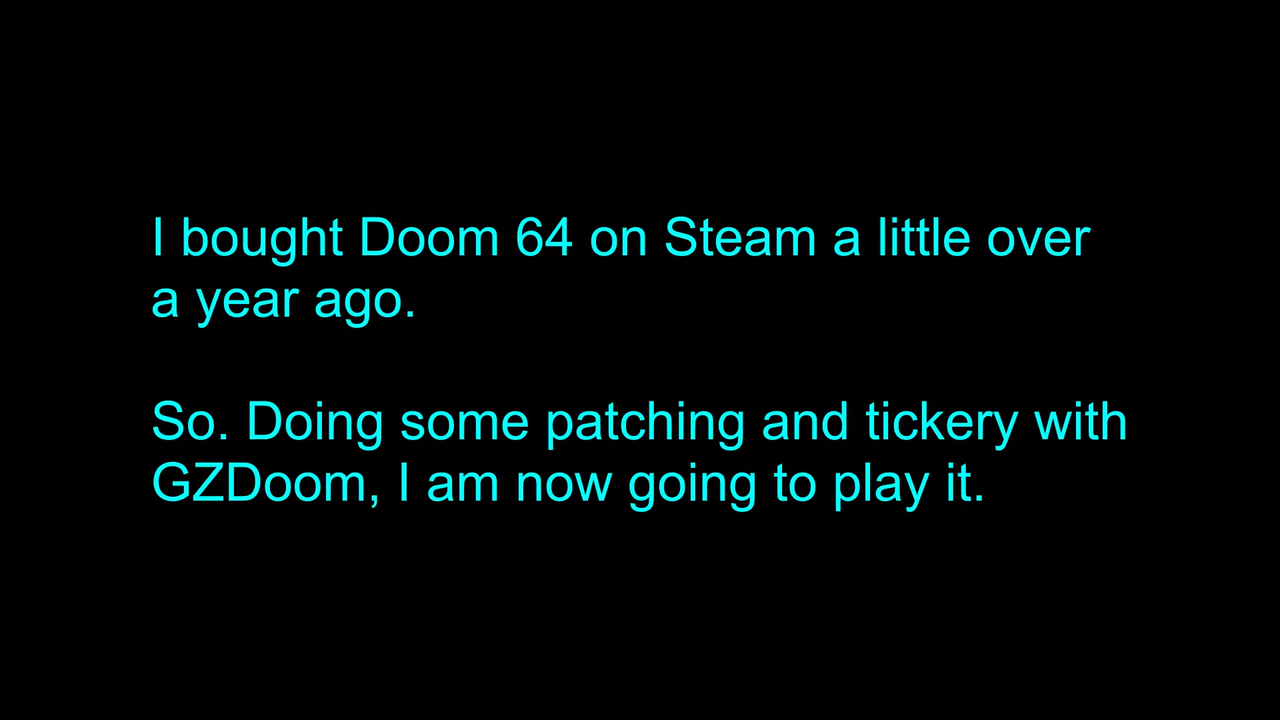 I bought Doom 64 on Steam a little over
a year ago.
So. Doing some patching and tickery with
GZDoom, I am now going to play it.